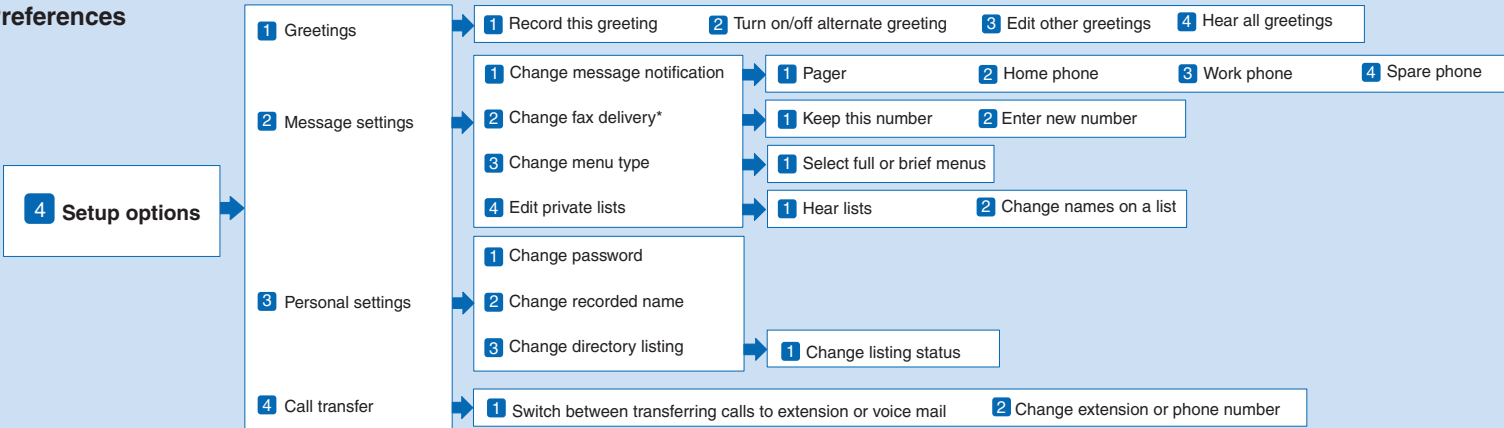 references
1 Greetings
1 Record this greeting 2 Turn on/off alternate greeting 3 Edit other greetings 4 Hear all greetings
2 Message settings
1 Change message notification
1 Pager 2 Home phone 3 Work phone 4 Spare phone
2 Change fax delivery*
1 Keep this number 2 Enter new number
3 Change menu type
1 Select full or brief menus
4 Edit private lists
1 Hear lists 2 Change names on a list
4 Setup options
3 Personal settings
1 Change password
2 Change recorded name
3 Change directory listing
1 Change listing status
4 Call transfer
1 Switch between transferring calls to extension or voice mail 2 Change extension or phone number